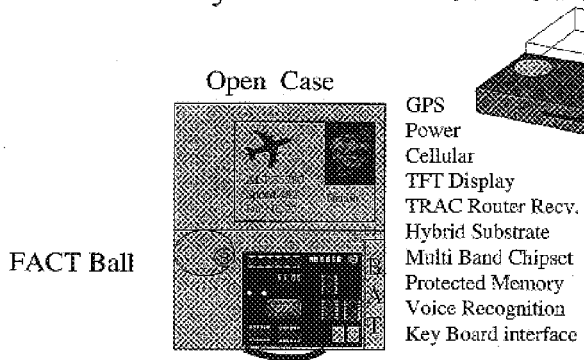 Open Case
GPS
Power
Cellular
TFT Display
TRAC Router Recv.
Hybrid Substrate
FACT Ball
Multi Band Chipset
Protected Memory
Voice Recognition
Key Board interface
B
A
T